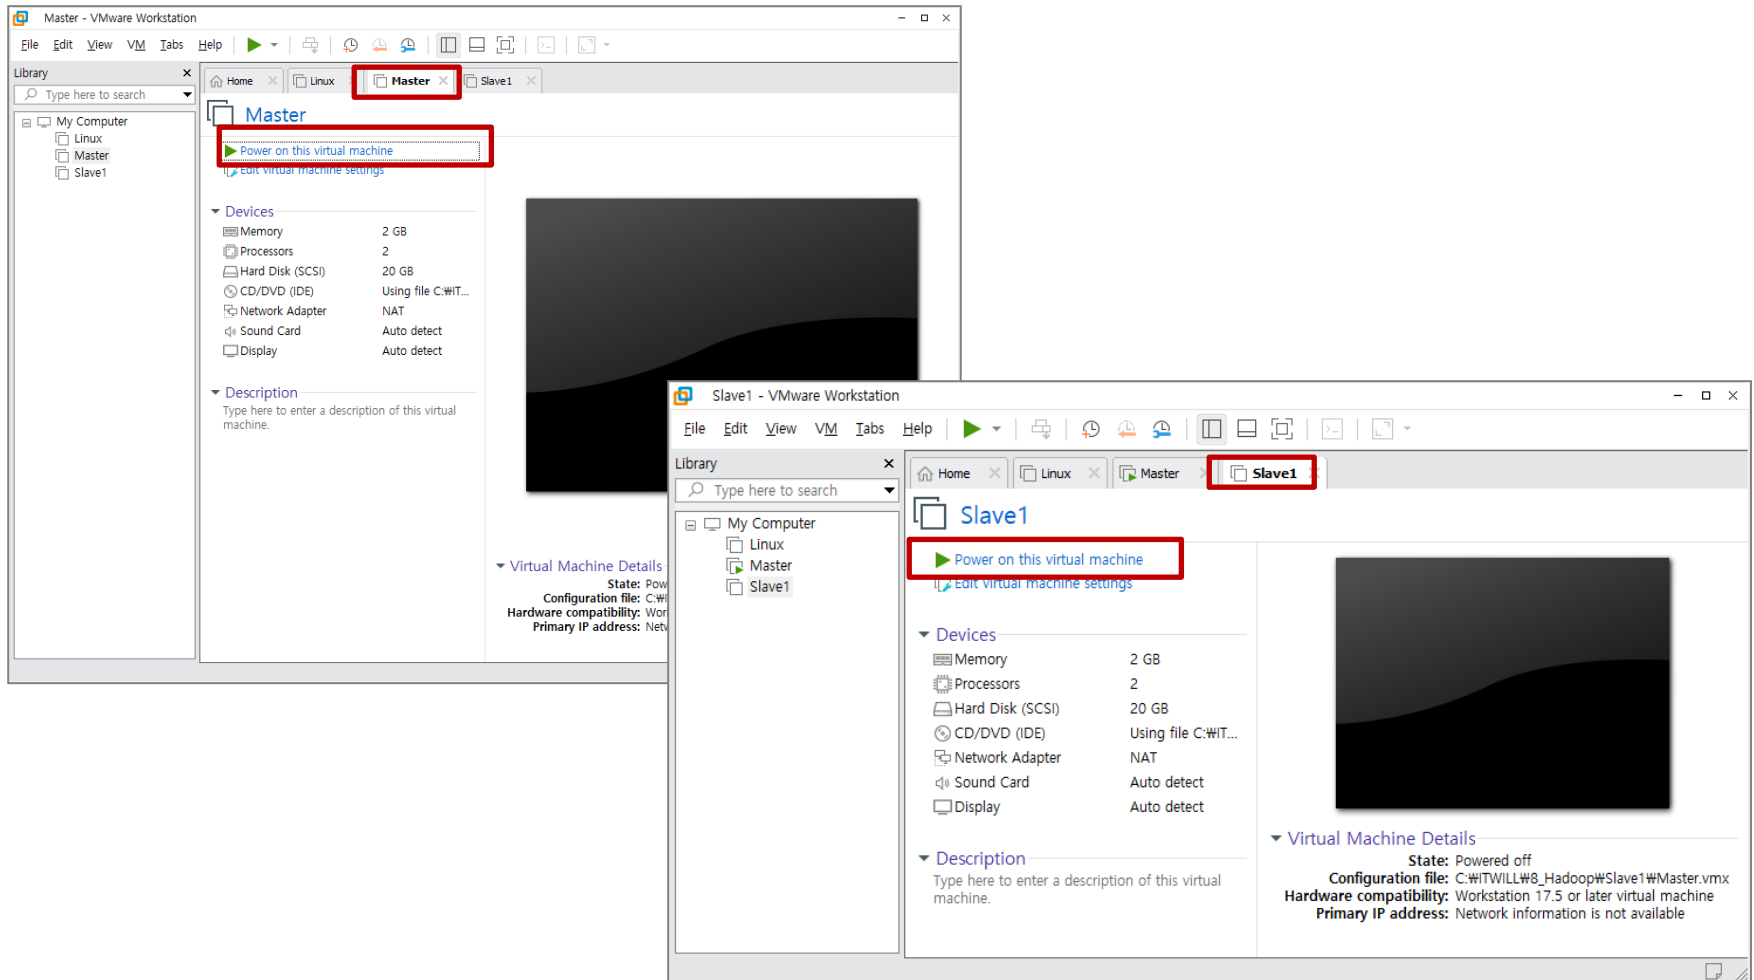 Master - VMware Workstation
File Edit View VM Tabs Help
Library
Type here to search
My Computer
Linux
Master
Slave1
Home Linux Master Slave1
Master
Power on this virtual machine
Edit virtual machine settings
Devices
Memory 2 GB
Processors 2
Hard Disk (SCSI) 20 GB
CD/DVD (IDE) Using file C:₩IT...
Network Adapter NAT
Sound Card Auto detect
Display Auto detect
Description
Type here to enter a description of this virtual
machine.
Virtual Machine Details
State: Pow
Configuration file: C:₩I
Hardware compatibility: Wor
Primary IP address: Netw
Slave1 - VMware Workstation
File Edit View VM Tabs Help
Library
Type here to search
My Computer
Linux
Master
Slave1
Home Linux Master Slave1
Slave1
Power on this virtual machine
Edit virtual machine settings
Devices
Memory 2 GB
Processors 2
Hard Disk (SCSI) 20 GB
CD/DVD (IDE) Using file C:₩IT...
Network Adapter NAT
Sound Card Auto detect
Display Auto detect
Description
Type here to enter a description of this virtual
machine.
Virtual Machine Details
State: Powered off
Configuration file: C:₩ITWILL₩8_Hadoop₩Slave1₩Master.vmx
Hardware compatibility: Workstation 17.5 or later virtual machine
Primary IP address: Network information is not available